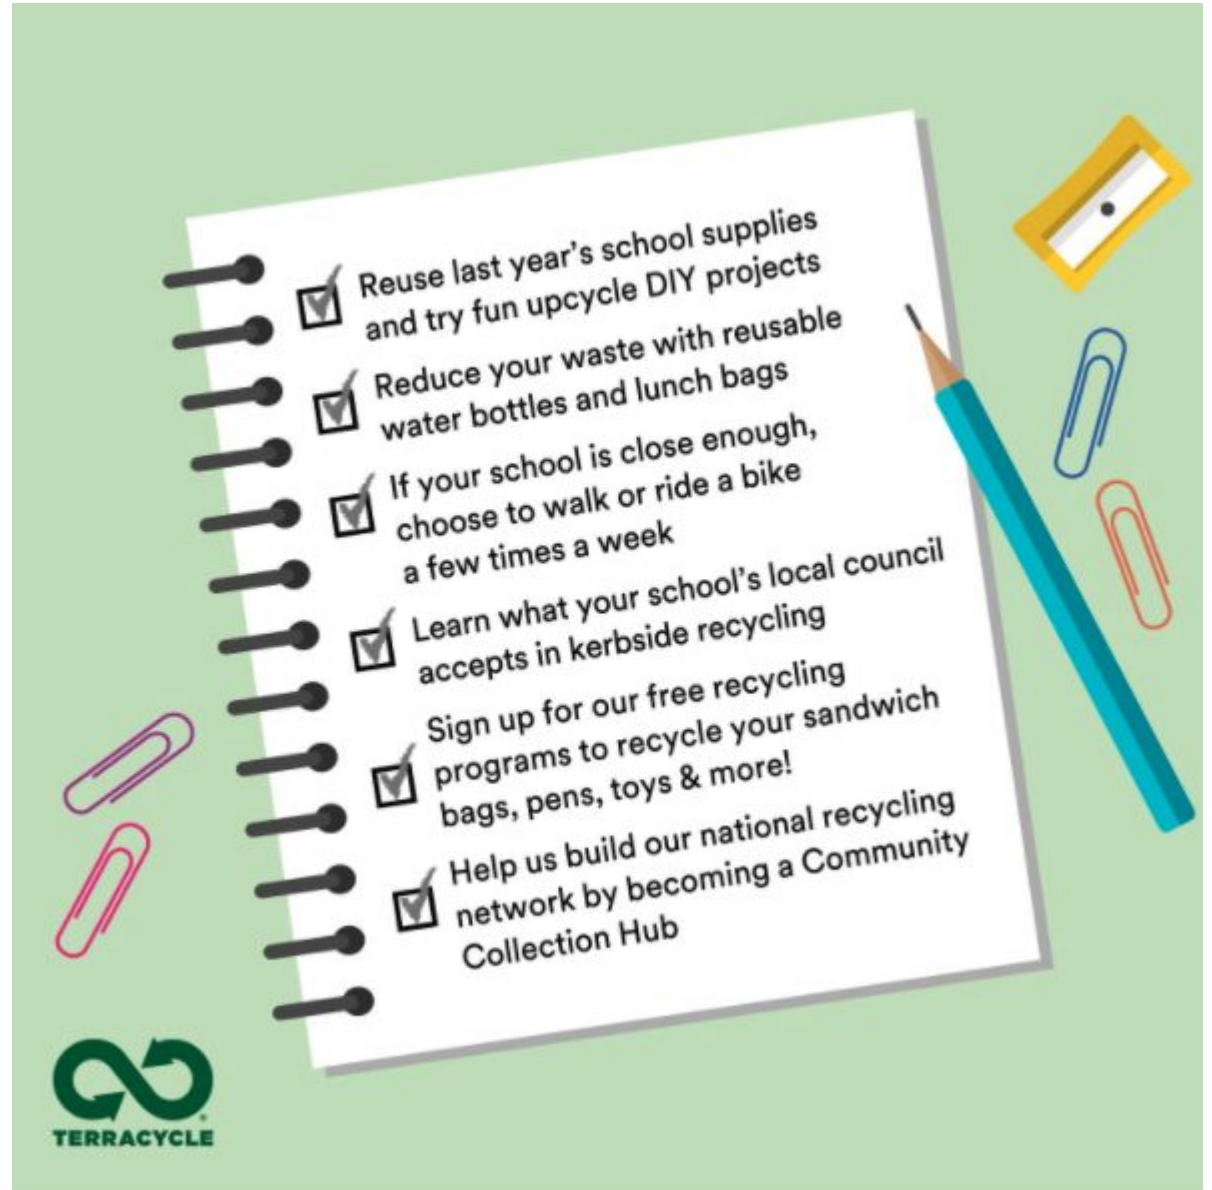 Reuse last year's school supplies
and try fun upcycle DIY projects
Reduce your waste with reusable
water bottles and lunch bags
If your school is close enough,
choose to walk or ride a bike
a few times a week
Learn what your school's local council
accepts in kerbside recycling
Sign up for our free recycling
programs to recycle your sandwich
bags, pens, toys & more!
Help us build our national recycling
network by becoming a Community
Collection Hub
TERRACYCLE